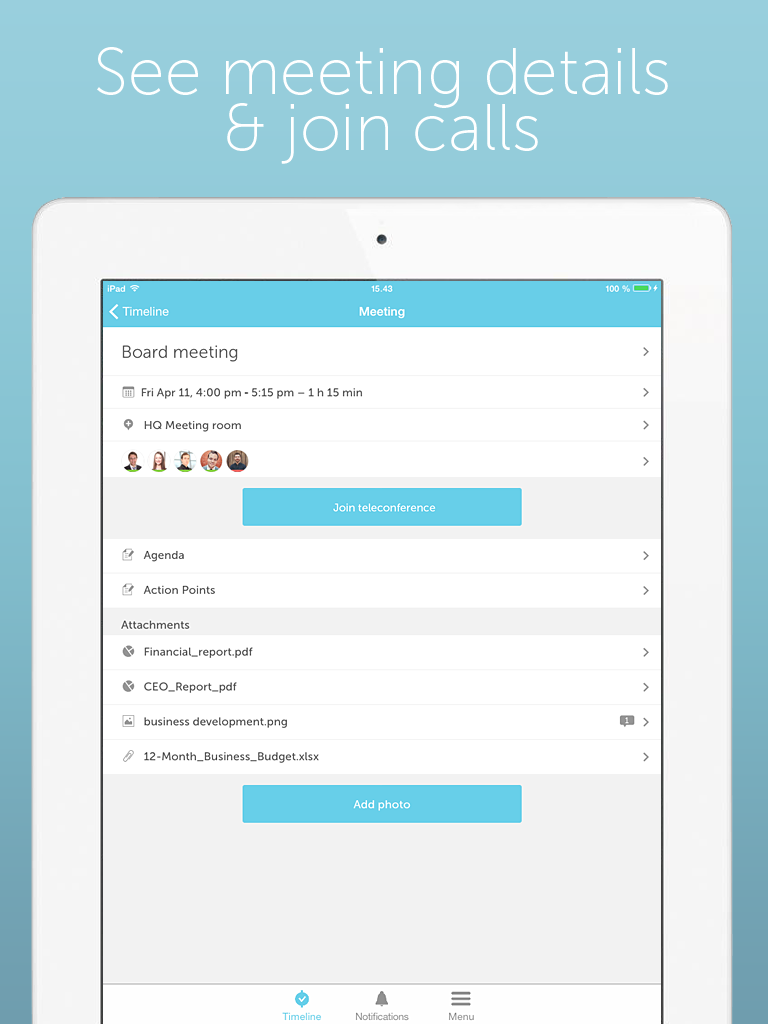 See meeting details
& join calls
iPad 15.43 100 %
Timeline Meeting
Board meeting
Fri Apr 11, 4:00 pm - 5:15 pm – 1 h 15 min
HQ Meeting room
Join teleconference
Agenda
Action Points
Attachments
Financial_report.pdf
CEO_Report_pdf
business development.png 1
12-Month_Business_Budget.xlsx
Add photo
Timeline Notifications Menu